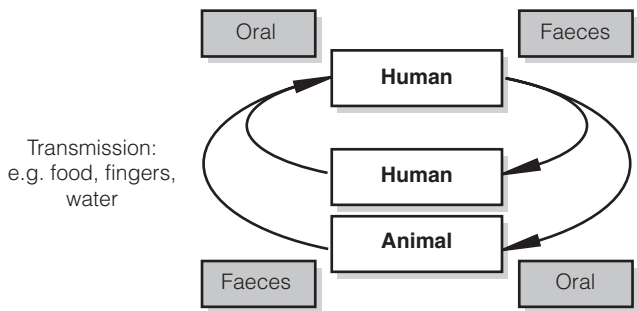 Oral
Faeces
Human
Transmission:
e.g. food, fingers,
water
Human
Animal
Faeces
Oral